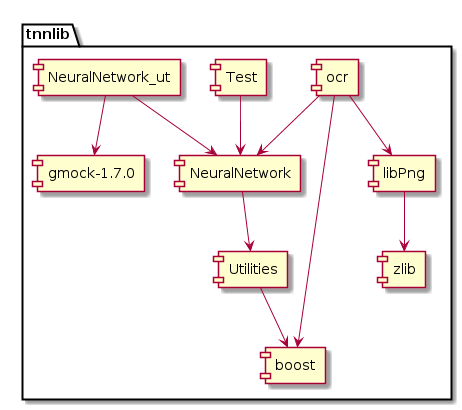 tnnlib
NeuralNetwork_ut
Test
ocr
gmock-1.7.0
NeuralNetwork
libPng
Utilities
zlib
boost